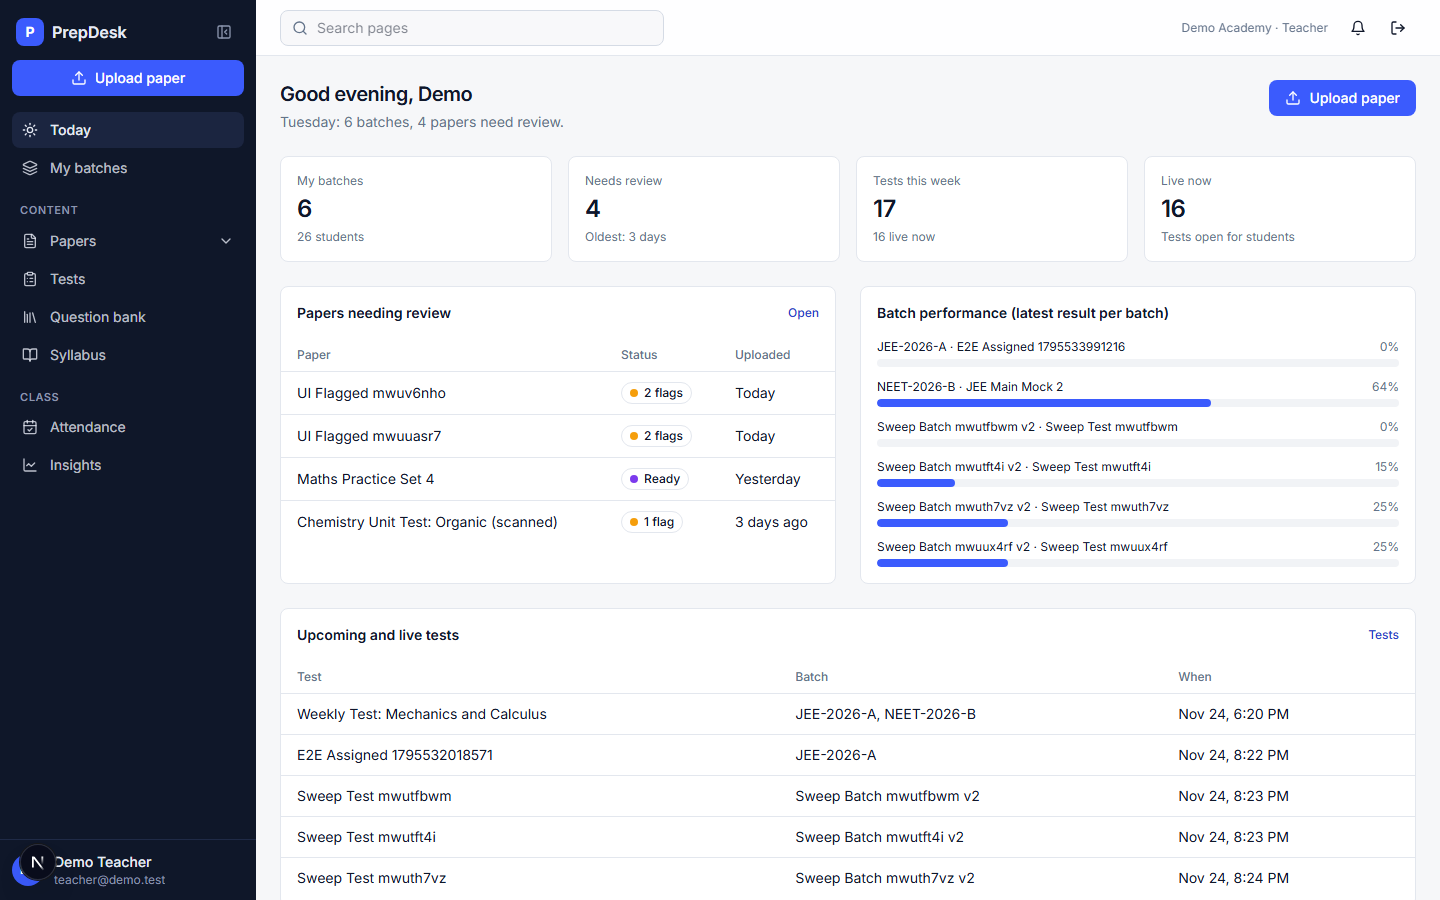 P PrepDesk
Upload paper
Today
My batches
CONTENT
Papers
Tests
Question bank
Syllabus
CLASS
Attendance
Insights
N Demo Teacher
teacher@demo.test
Search pages
Demo Academy · Teacher
Good evening, Demo
Tuesday: 6 batches, 4 papers need review.
Upload paper
My batches
6
26 students
Needs review
4
Oldest: 3 days
Tests this week
17
16 live now
Live now
16
Tests open for students
Papers needing review Open
Paper Status Uploaded
UI Flagged mwuv6nho 2 flags Today
UI Flagged mwuuasr7 2 flags Today
Maths Practice Set 4 Ready Yesterday
Chemistry Unit Test: Organic (scanned) 1 flag 3 days ago
Batch performance (latest result per batch)
JEE-2026-A · E2E Assigned 1795533991216 0%
NEET-2026-B · JEE Main Mock 2 64%
Sweep Batch mwutfbwm v2 · Sweep Test mwutfbwm 0%
Sweep Batch mwutft4i v2 · Sweep Test mwutft4i 15%
Sweep Batch mwuth7vz v2 · Sweep Test mwuth7vz 25%
Sweep Batch mwuux4rf v2 · Sweep Test mwuux4rf 25%
Upcoming and live tests Tests
Test Batch When
Weekly Test: Mechanics and Calculus JEE-2026-A, NEET-2026-B Nov 24, 6:20 PM
E2E Assigned 1795532018571 JEE-2026-A Nov 24, 8:22 PM
Sweep Test mwutfbwm Sweep Batch mwutfbwm v2 Nov 24, 8:23 PM
Sweep Test mwutft4i Sweep Batch mwutft4i v2 Nov 24, 8:23 PM
Sweep Test mwuth7vz Sweep Batch mwuth7vz v2 Nov 24, 8:24 PM